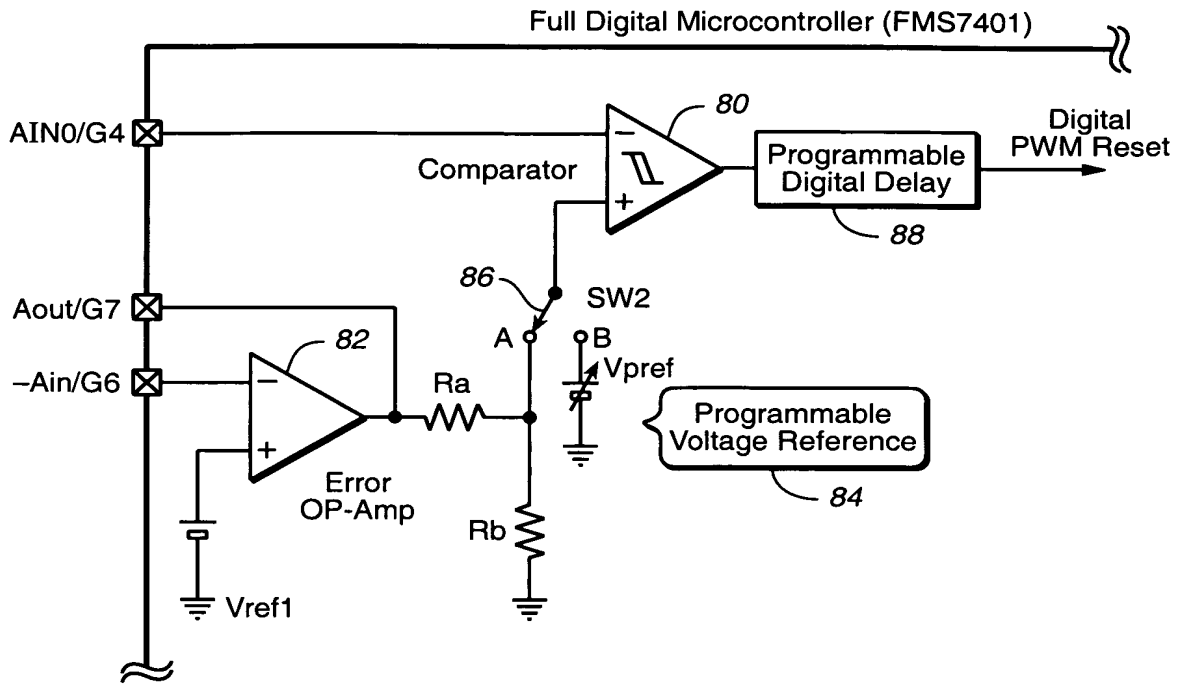 Full Digital Microcontroller (FMS7401)
AIN0/G4
80
Comparator
−
+
Programmable
Digital Delay
88
Digital
PWM Reset
Aout/G7
86
SW2
A
B
Vpref
−Ain/G6
82
−
+
Error
OP-Amp
Ra
Rb
Vref1
Programmable
Voltage Reference
84